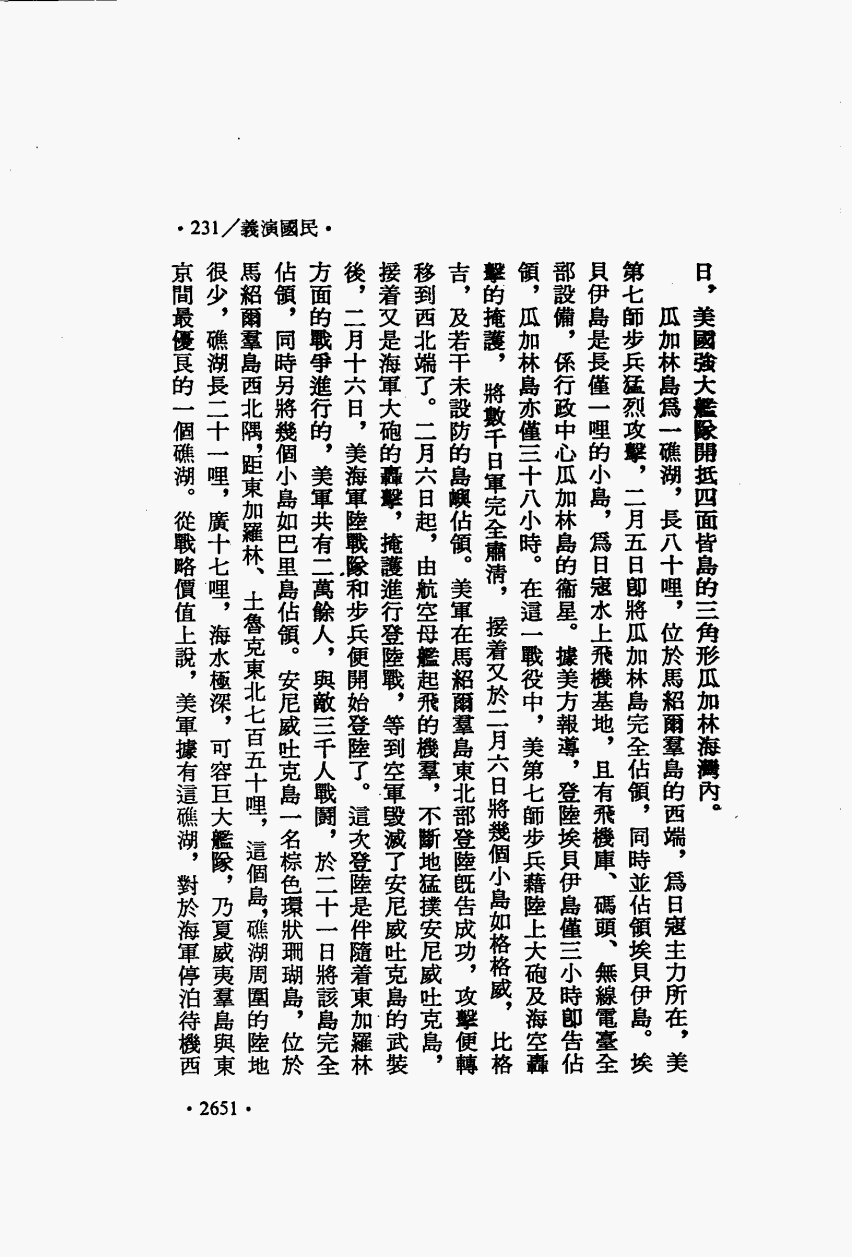 •231/義演國民•
日，美國強大艦隊開抵四面皆島的三角形瓜加林海灣內。
瓜加林島爲一礁湖，長八十哩，位於馬紹爾羣島的西端，爲日寇主力所在，美
第七師步兵猛烈攻擊，二月五日卽將瓜加林島完全佔領，同時並佔領埃貝伊島。埃
貝伊島是長僅一哩的小島，爲日寇水上飛機基地，且有飛機庫、碼頭、無線電臺全
部設備，係行政中心瓜加林島的衞星。據美方報導，登陸埃貝伊島僅三小時卽告佔
領，瓜加林島亦僅三十八小時。在這一戰役中，美第七師步兵藉陸上大砲及海空轟
擊的掩護，將數千日軍完全肅清，接着又於二月六日將幾個小島如格格威，比格
吉，及若干未設防的島嶼佔領。美軍在馬紹爾羣島東北部登陸旣告成功，攻擊便轉
移到西北端了。二月六日起，由航空母艦起飛的機羣，不斷地猛撲安尼威吐克島，
接着又是海軍大砲的轟擊，掩護進行登陸戰，等到空軍毀滅了安尼威吐克島的武裝
後，二月十六日，美海軍陸戰隊和步兵便開始登陸了。這次登陸是伴隨着東加羅林
方面的戰爭進行的，美軍共有二萬餘人，與敵三千人戰鬪，於二十一日將該島完全
佔領，同時另將幾個小島如巴里島佔領。安尼威吐克島一名棕色環狀珊瑚島，位於
馬紹爾羣島西北隅，距東加羅林、土魯克東北七百五十哩，這個島，礁湖周圍的陸地
很少，礁湖長二十一哩，廣十七哩，海水極深，可容巨大艦隊，乃夏威夷羣島與東
京間最優良的一個礁湖。從戰略價值上說，美軍據有這礁湖，對於海軍停泊待機西
•2651•